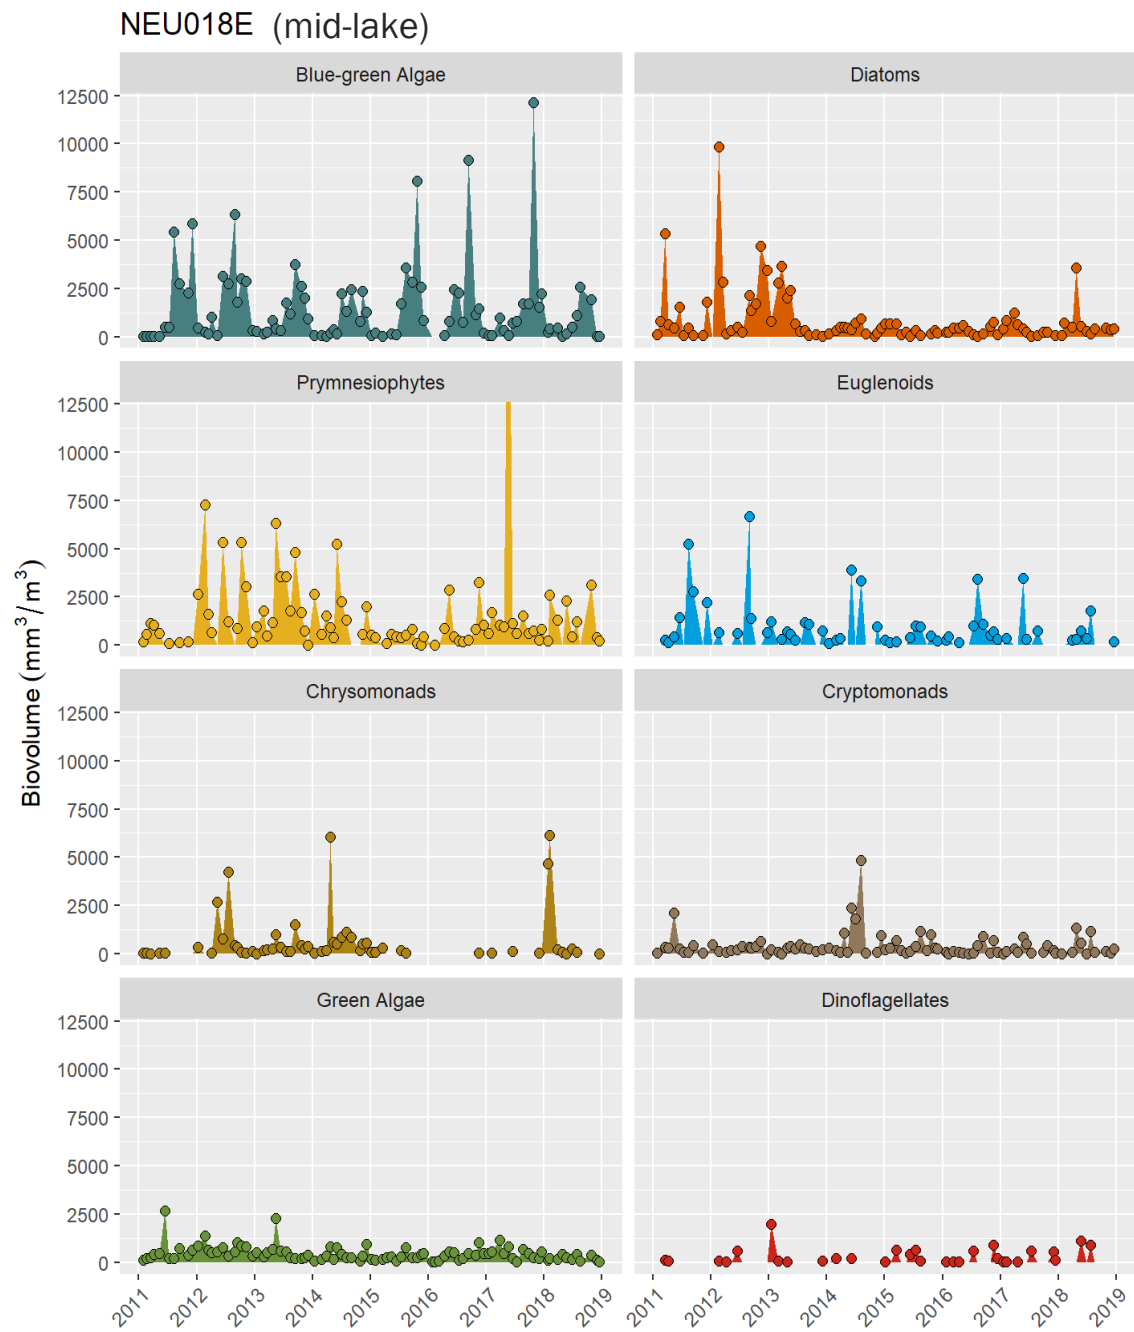 NEU018E (mid-lake)
Blue-green Algae
Diatoms
12500
10000
7500
5000
2500
0
Prymnesiophytes
Euglenoids
12500
10000
7500
5000
2500
0
Chrysomonads
Cryptomonads
12500
10000
7500
5000
2500
0
Green Algae
Dinoflagellates
12500
10000
7500
5000
2500
0
Biovolume (mm³/m³)
2011 2012 2013 2014 2015 2016 2017 2018 2019
2011 2012 2013 2014 2015 2016 2017 2018 2019